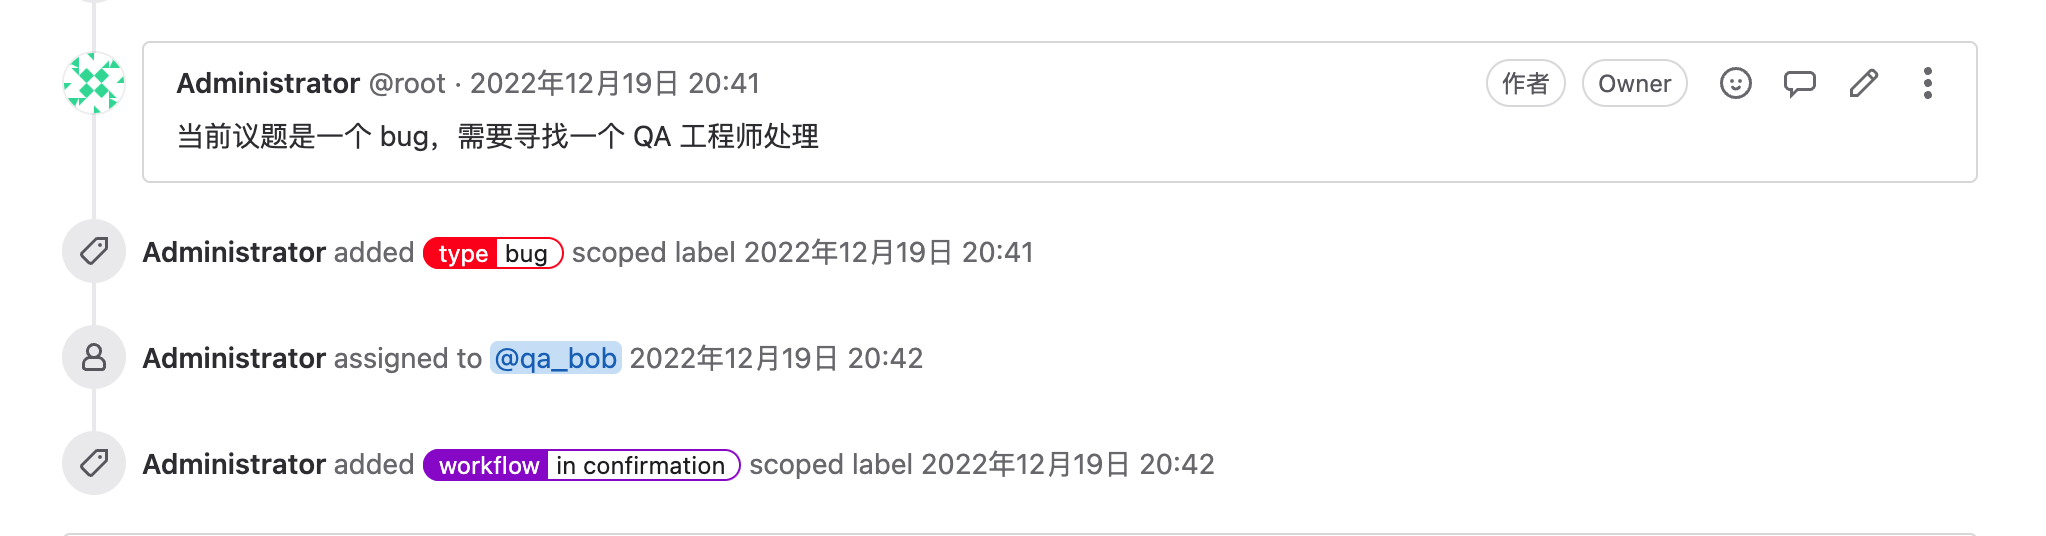 Administrator @root · 2022年12月19日 20:41 作者 Owner
当前议题是一个 bug，需要寻找一个 QA 工程师处理
Administrator added type bug scoped label 2022年12月19日 20:41
Administrator assigned to @qa_bob 2022年12月19日 20:42
Administrator added workflow in confirmation scoped label 2022年12月19日 20:42